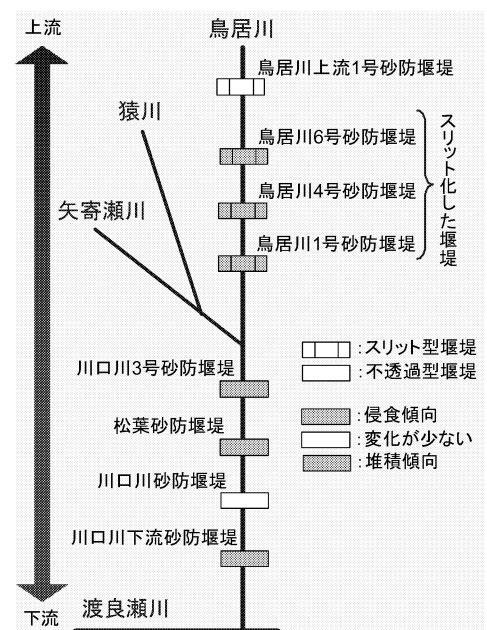 上流
鳥居川
鳥居川上流1号砂防堰堤
猿川
鳥居川6号砂防堰堤
スリット化した堰堤
鳥居川4号砂防堰堤
矢寄瀬川
鳥居川1号砂防堰堤
:スリット型堰堤
川口川3号砂防堰堤
:不透過型堰堤
:侵食傾向
松葉砂防堰堤
:変化が少ない
:堆積傾向
川口川砂防堰堤
川口川下流砂防堰堤
下流
渡良瀬川